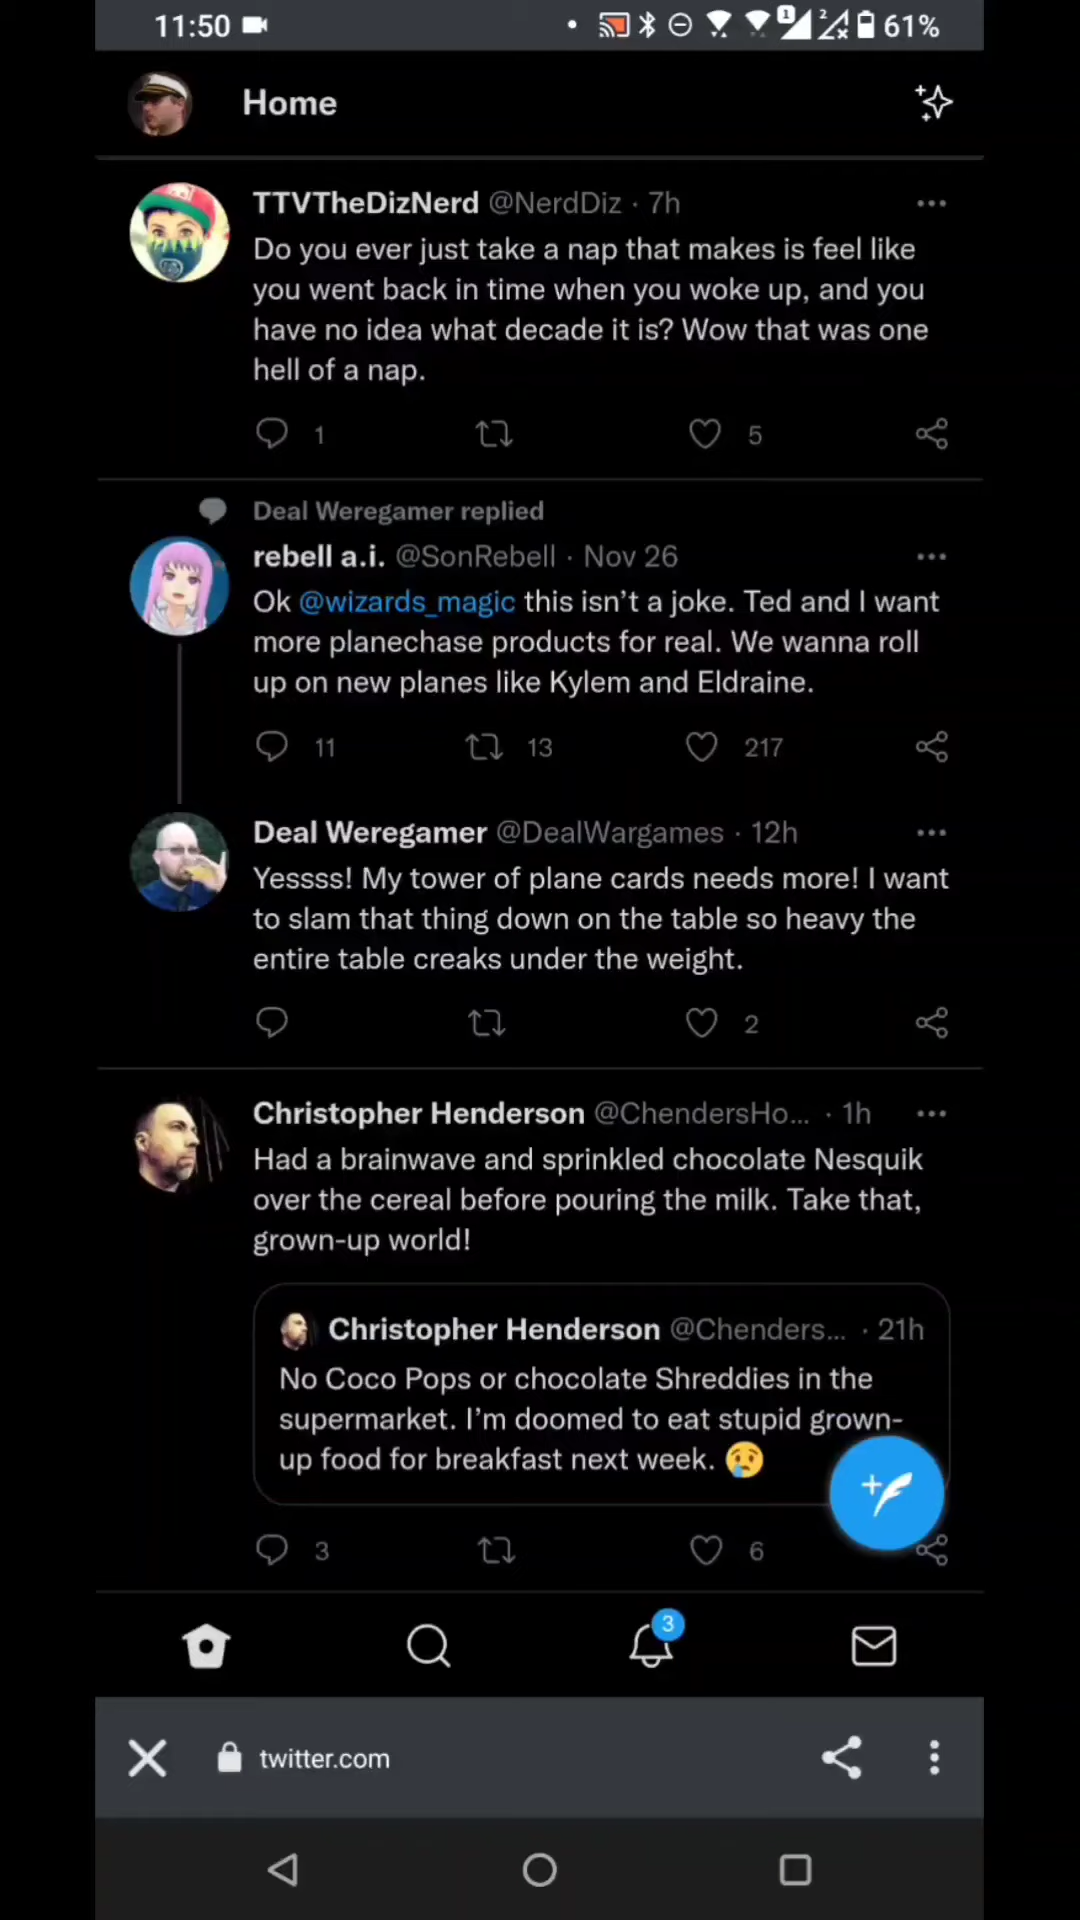 11:50
1
2
61%
Home
TTVTheDizNerd @NerdDiz · 7h
Do you ever just take a nap that makes is feel like
you went back in time when you woke up, and you
have no idea what decade it is? Wow that was one
hell of a nap.
1
5
Deal Weregamer replied
rebell a.i. @SonRebell · Nov 26
Ok @wizards_magic this isn't a joke. Ted and I want
more planechase products for real. We wanna roll
up on new planes like Kylem and Eldraine.
11
13
217
Deal Weregamer @DealWargames · 12h
Yessss! My tower of plane cards needs more! I want
to slam that thing down on the table so heavy the
entire table creaks under the weight.
2
Christopher Henderson @ChendersHo... · 1h
Had a brainwave and sprinkled chocolate Nesquik
over the cereal before pouring the milk. Take that,
grown-up world!
Christopher Henderson @Chenders... · 21h
No Coco Pops or chocolate Shreddies in the
supermarket. I'm doomed to eat stupid grown-
up food for breakfast next week. 😢
3
6
3
twitter.com